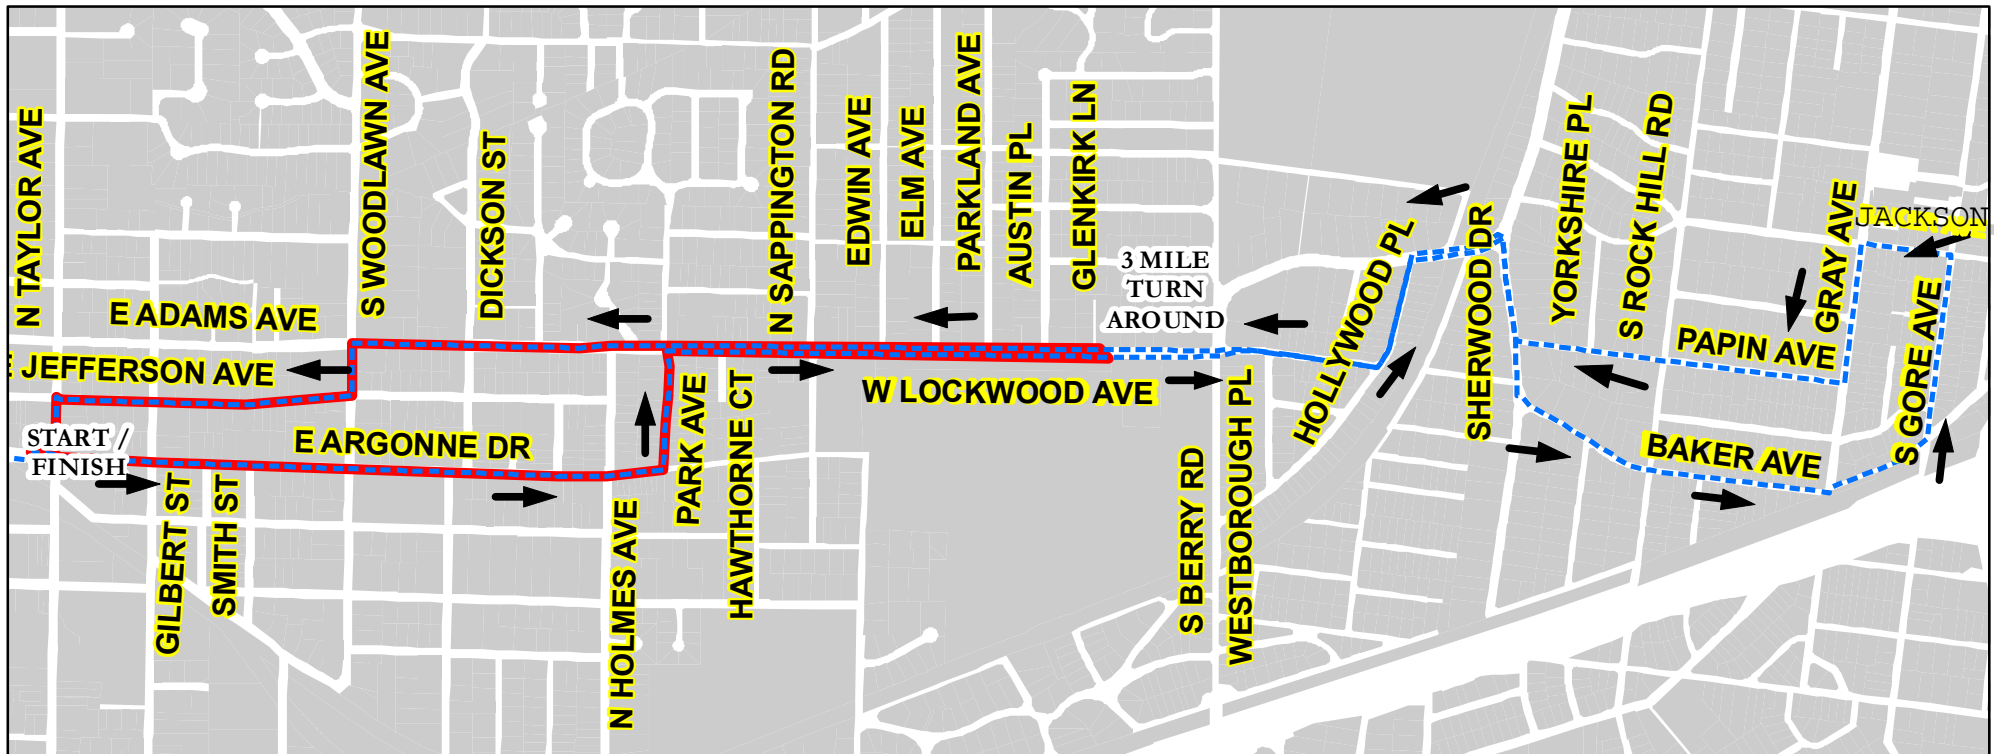 N TAYLOR AVE
S WOODLAWN AVE
DICKSON ST
N SAPPINGTON RD
EDWIN AVE
ELM AVE
PARKLAND AVE
AUSTIN PL
GLENKIRK LN
YORKSHIRE PL
S ROCK HILL RD
GRAY AVE
JACKSON
HOLLYWOOD PL
SHERWOOD DR
3 MILE
TURN
AROUND
E ADAMS AVE
E JEFFERSON AVE
PAPIN AVE
S GORE AVE
W LOCKWOOD AVE
START /
FINISH
E ARGONNE DR
PARK AVE
HAWTHORNE CT
BAKER AVE
GILBERT ST
SMITH ST
N HOLMES AVE
S BERRY RD
WESTBOROUGH PL